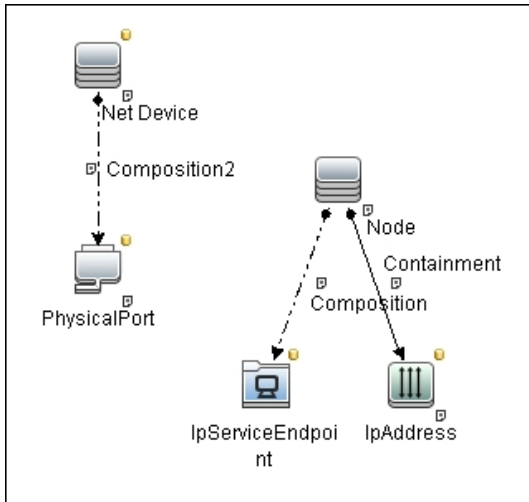 Net Device
Composition2
PhysicalPort
Node
Containment
Composition
IpServiceEndpoi
nt
IpAddress